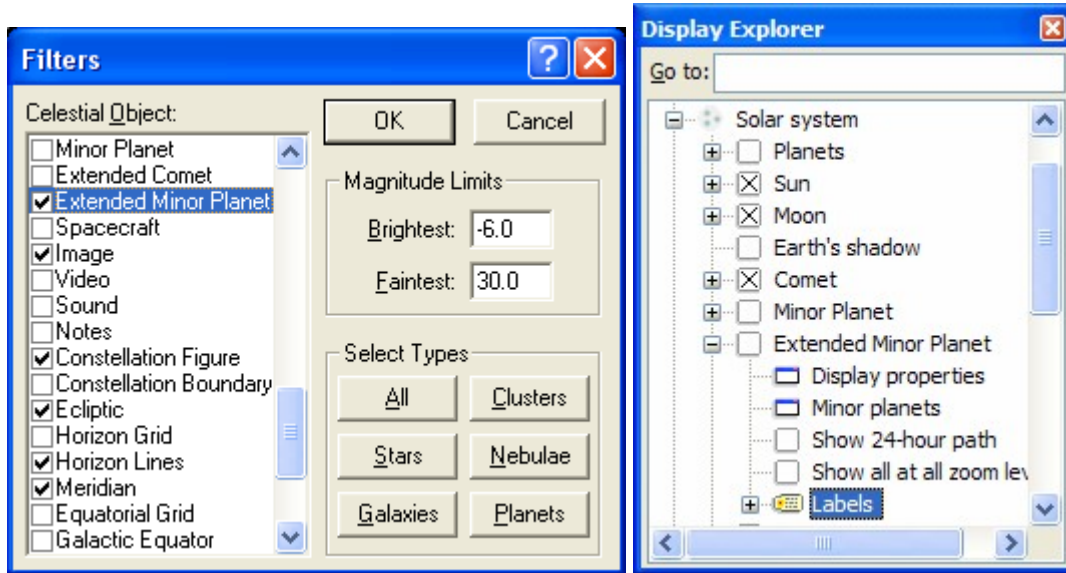 Filters
Celestial Object:
Minor Planet
Extended Comet
Extended Minor Planet
Spacecraft
Image
Video
Sound
Notes
Constellation Figure
Constellation Boundary
Ecliptic
Horizon Grid
Horizon Lines
Meridian
Equatorial Grid
Galactic Equator
OK Cancel
Magnitude Limits
Brightest: -6.0
Faintest: 30.0
Select Types
All Clusters
Stars Nebulae
Galaxies Planets
Display Explorer
Go to:
Solar system
Planets
Sun
Moon
Earth's shadow
Comet
Minor Planet
Extended Minor Planet
Display properties
Minor planets
Show 24-hour path
Show all at all zoom lev
Labels